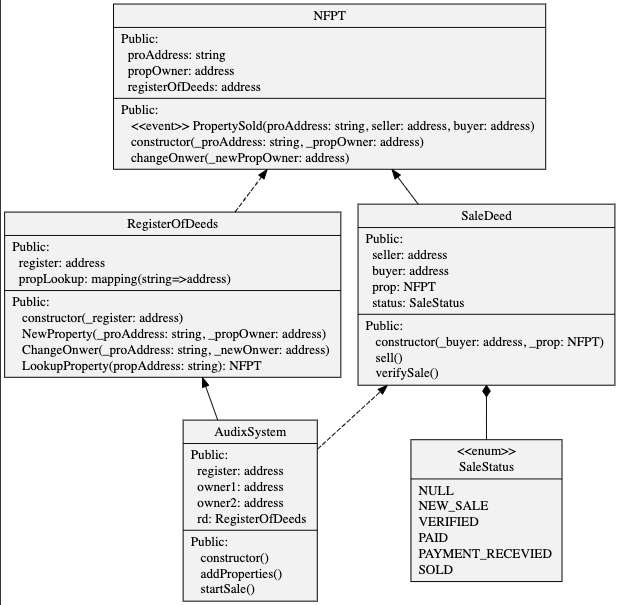 NFPT
Public:
proAddress: string
propOwner: address
registerOfDeeds: address
Public:
<<event>> PropertySold(proAddress: string, seller: address, buyer: address)
constructor(_proAddress: string, _propOwner: address)
changeOnwer(_newPropOwner: address)
RegisterOfDeeds
Public:
register: address
propLookup: mapping(string=>address)
Public:
constructor(_register: address)
NewProperty(_proAddress: string, _propOwner: address)
ChangeOnwer(_proAddress: string, _newOnwer: address)
LookupProperty(propAddress: string): NFPT
SaleDeed
Public:
seller: address
buyer: address
prop: NFPT
status: SaleStatus
Public:
constructor(_buyer: address, _prop: NFPT)
sell()
verifySale()
AudixSystem
Public:
register: address
owner1: address
owner2: address
rd: RegisterOfDeeds
Public:
constructor()
addProperties()
startSale()
<<enum>>
SaleStatus
NULL
NEW_SALE
VERIFIED
PAID
PAYMENT_RECEVIED
SOLD